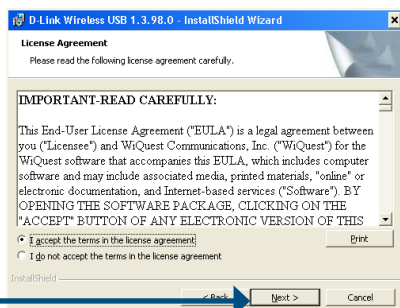 D-Link Wireless USB 1.3.98.0 - InstallShield Wizard
License Agreement
Please read the following license agreement carefully.
IMPORTANT-READ CAREFULLY:
This End-User License Agreement ("EULA") is a legal agreement between
you ("Licensee") and WiQuest Communications, Inc. ("WiQuest") for the
WiQuest software that accompanies this EULA, which includes computer
software and may include associated media, printed materials, "online" or
electronic documentation, and Internet-based services ("Software"). BY
OPENING THE SOFTWARE PACKAGE, CLICKING ON THE
"ACCEPT" BUTTON OF ANY ELECTRONIC VERSION OF THIS
I accept the terms in the license agreement
Print
I do not accept the terms in the license agreement
InstallShield
< Back
Next >
Cancel